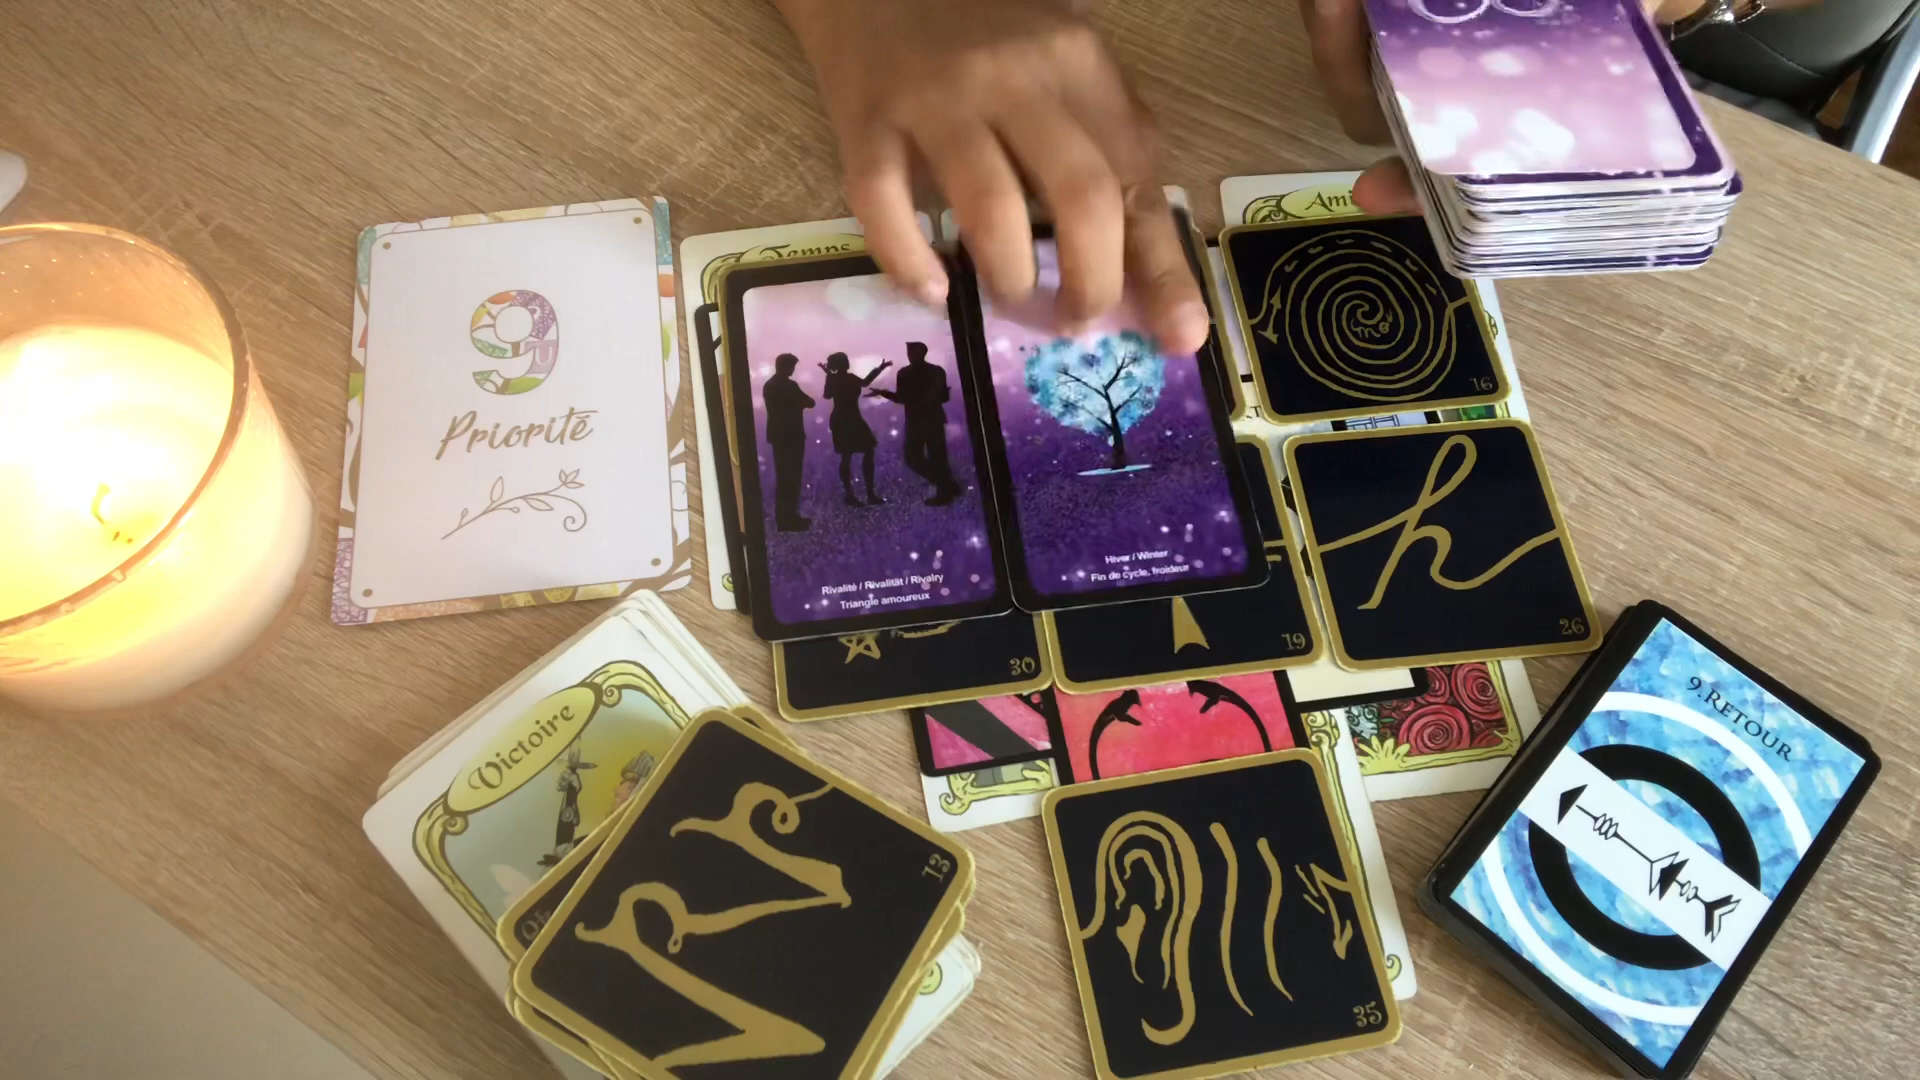 9
Priorité
Temps
Rivalité / Rivalität / Rivalry
Triangle amoureux
Hiver / Winter
Fin de cycle, froideur
moi
16
26
30
19
Victoire
13
35
9.RETOUR